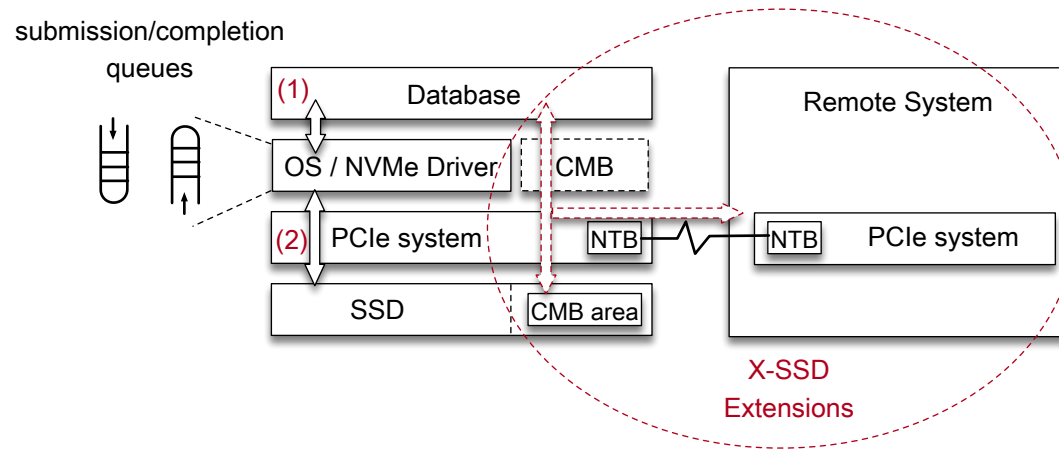 submission/completion
queues
(1)
Database
Remote System
OS / NVMe Driver
CMB
(2)
PCIe system
NTB
NTB
PCIe system
SSD
CMB area
X-SSD
Extensions